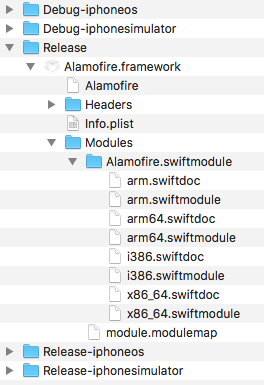 Debug-iphoneos
Debug-iphonesimulator
Release
Alamofire.framework
Alamofire
Headers
Info.plist
Modules
Alamofire.swiftmodule
arm.swiftdoc
arm.swiftmodule
arm64.swiftdoc
arm64.swiftmodule
i386.swiftdoc
i386.swiftmodule
x86_64.swiftdoc
x86_64.swiftmodule
module.modulemap
Release-iphoneos
Release-iphonesimulator